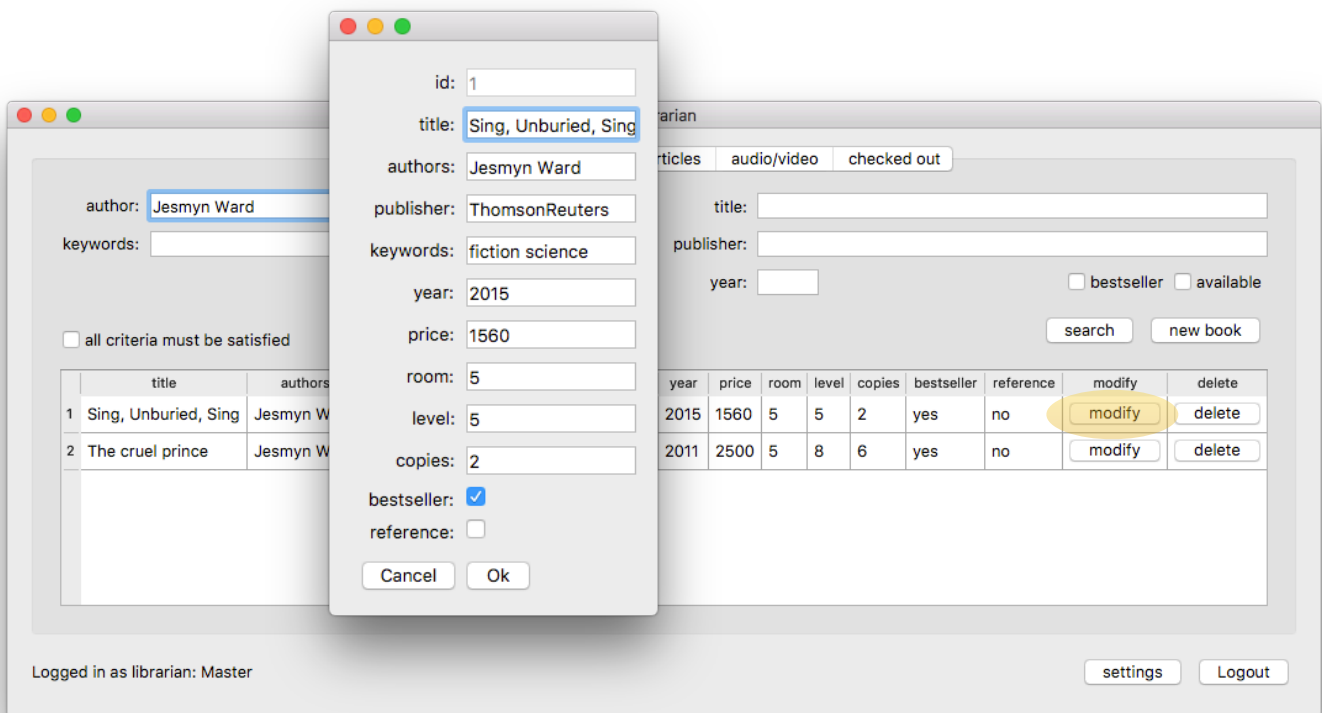 id: 1
title: Sing, Unburied, Sing
authors: Jesmyn Ward
publisher: ThomsonReuters
keywords: fiction science
year: 2015
price: 1560
room: 5
level: 5
copies: 2
bestseller:
reference:
Cancel Ok
rarian
rticles audio/video checked out
author: Jesmyn Ward title:
keywords: publisher:
year: bestseller available
search new book
all criteria must be satisfied
title authors year price room level copies bestseller reference modify delete
1 Sing, Unburied, Sing Jesmyn W 2015 1560 5 5 2 yes no modify delete
2 The cruel prince Jesmyn W 2011 2500 5 8 6 yes no modify delete
Logged in as librarian: Master settings Logout